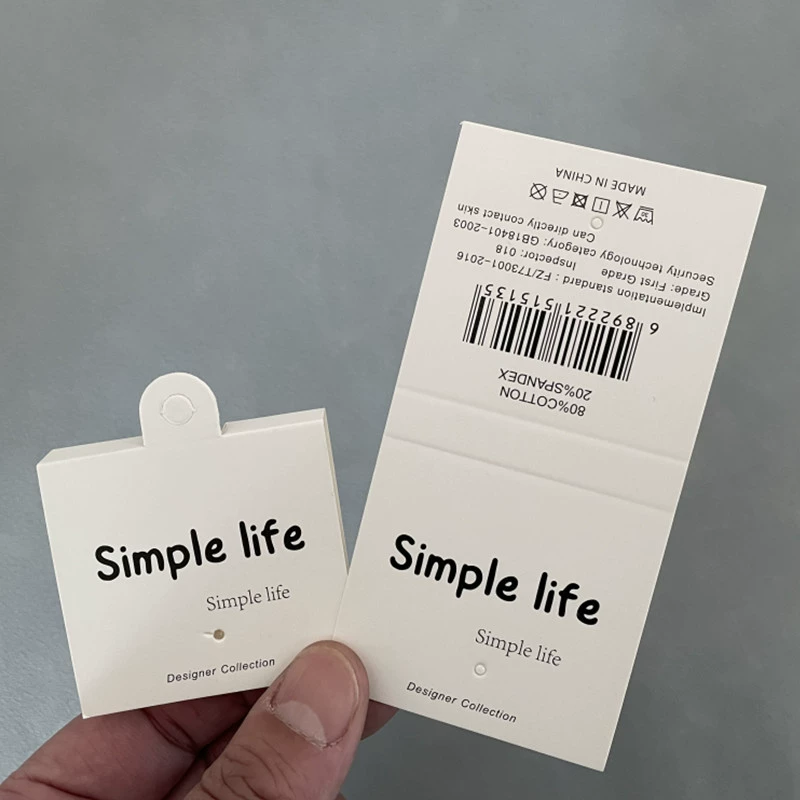 Simple life
Simple life
Designer Collection
80%COTTON
20%SPANDEX
6 892221 515135
Implementation standard : FZ/T73001-2016
Grade: First Grade Inspector: 018
Security technology category: GB18401-2003
Can directly contact skin
30
MADE IN CHINA
Simple life
Simple life
Designer Collection